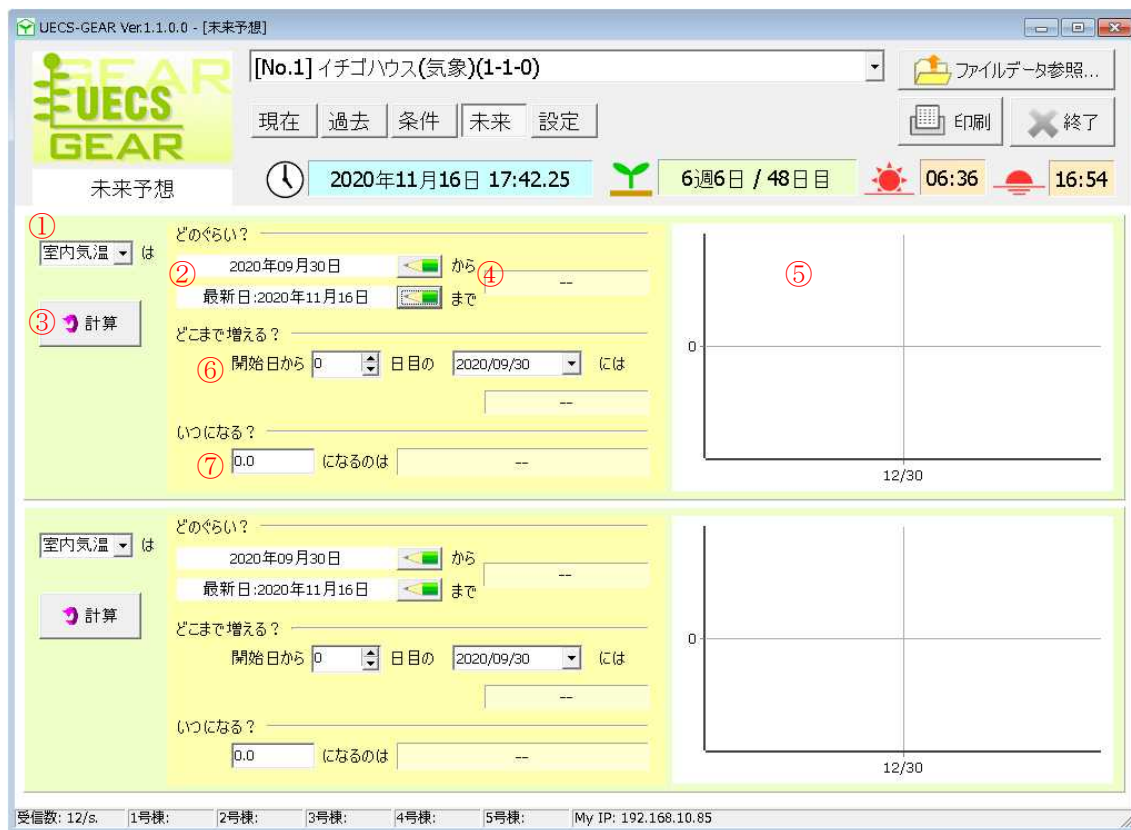 UECS-GEAR Ver.1.1.0.0 - [未来予想]
GEAR
UECS
GEAR
未来予想
[No.1] イチゴハウス(気象)(1-1-0)
ファイルデータ参照...
現在 過去 条件 未来 設定
印刷 終了
2020年11月16日 17:42.25
6週6日 / 48日目
06:36 16:54
①
室内気温 は
③ 計算
どのぐらい?
② 2020年09月30日 から ④ --
最新日:2020年11月16日 まで
どこまで増える?
⑥ 開始日から 0 日目の 2020/09/30 には
--
いつになる?
⑦ 0.0 になるのは --
⑤
0
12/30
室内気温 は
計算
どのぐらい?
2020年09月30日 から --
最新日:2020年11月16日 まで
どこまで増える?
開始日から 0 日目の 2020/09/30 には
--
いつになる?
0.0 になるのは --
0
12/30
受信数: 12/s. 1号棟: 2号棟: 3号棟: 4号棟: 5号棟: My IP: 192.168.10.85